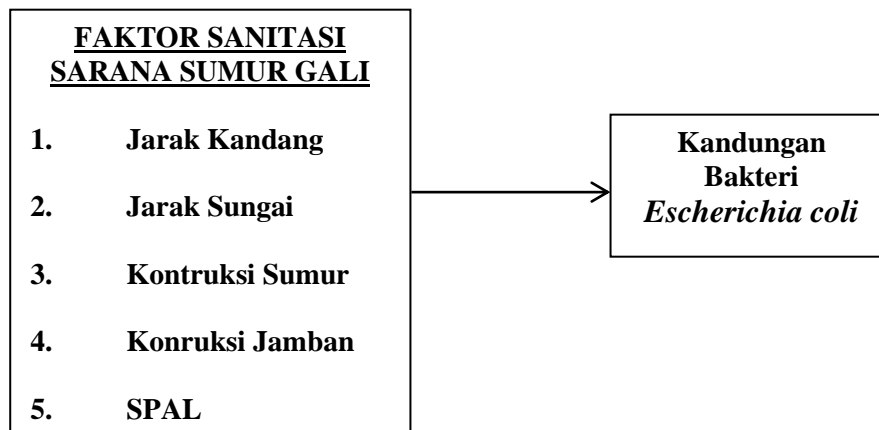 FAKTOR SANITASI
SARANA SUMUR GALI
1. Jarak Kandang
2. Jarak Sungai
3. Kontruksi Sumur
4. Konruksi Jamban
5. SPAL
Kandungan
Bakteri
Escherichia coli